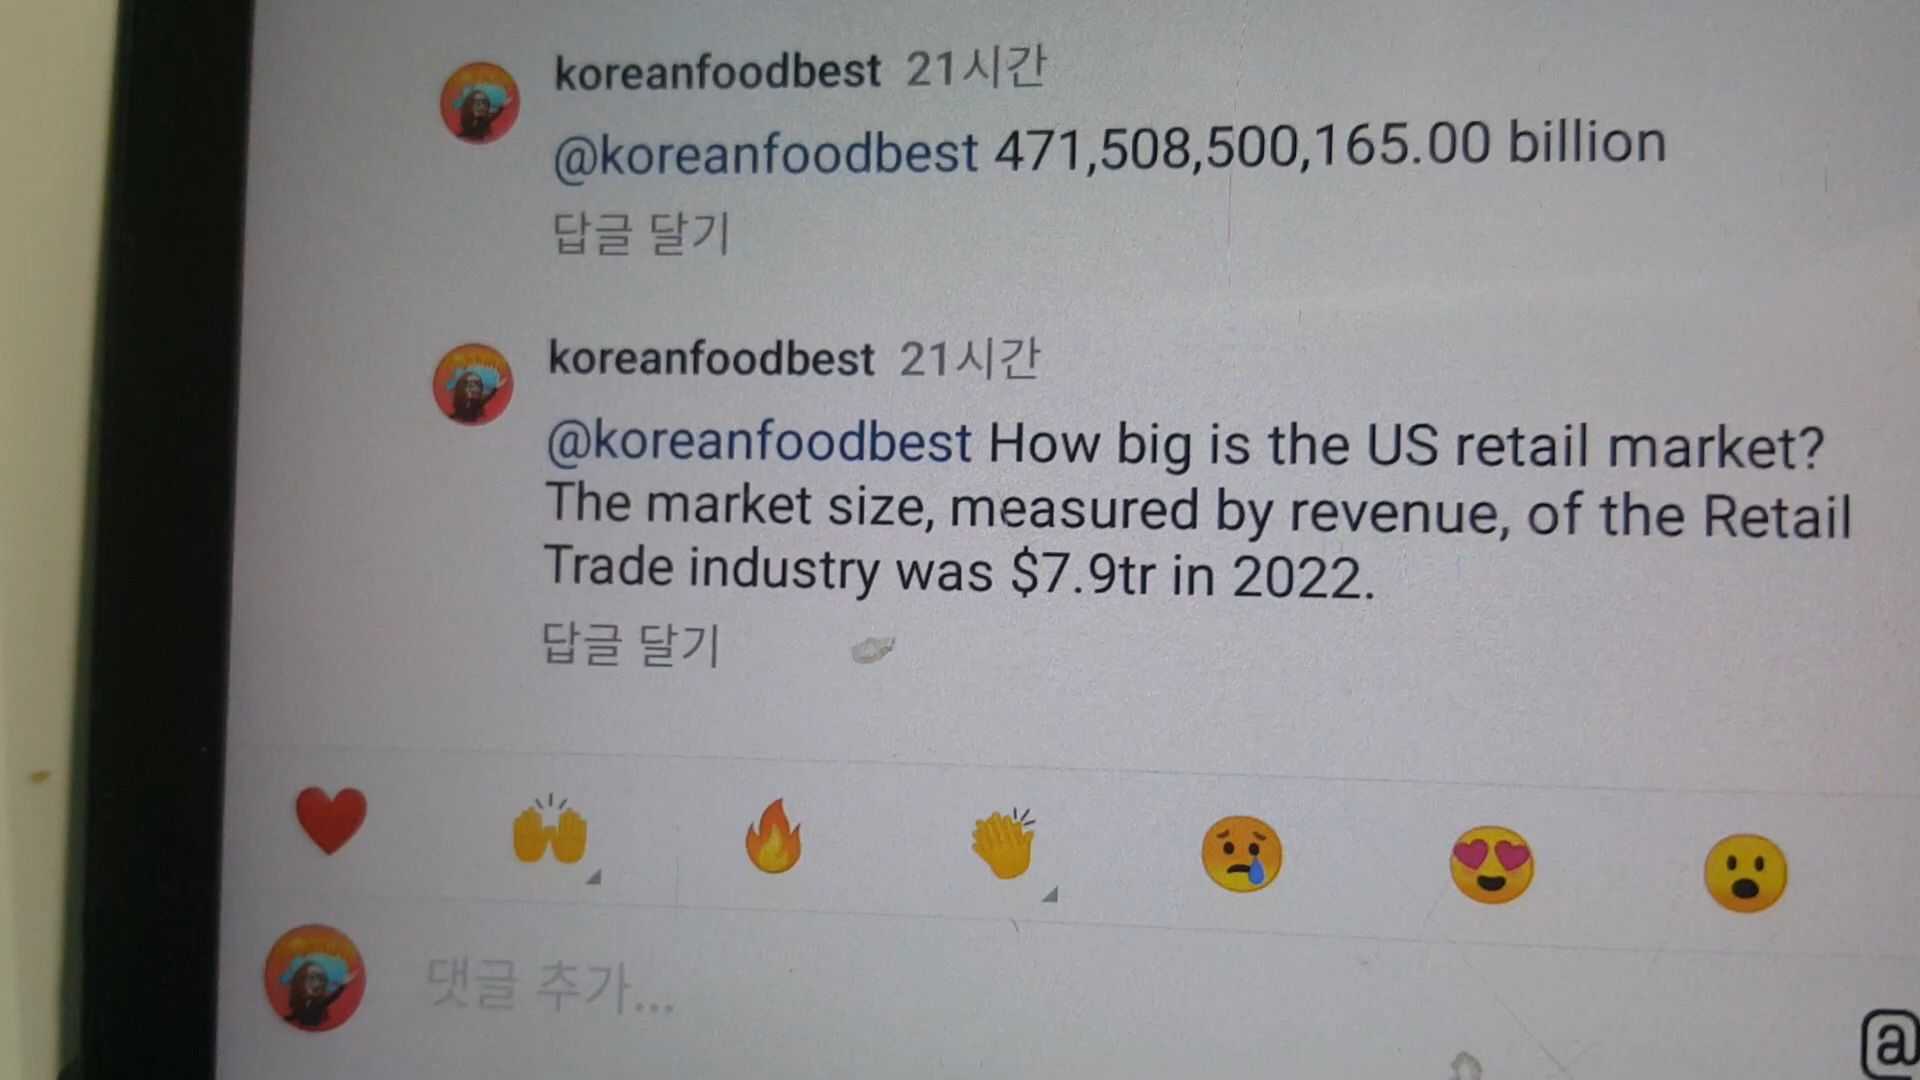 koreanfoodbest 21시간
@koreanfoodbest 471,508,500,165.00 billion
답글 달기
koreanfoodbest 21시간
@koreanfoodbest How big is the US retail market?
The market size, measured by revenue, of the Retail
Trade industry was $7.9tr in 2022.
답글 달기
댓글 추가...
@